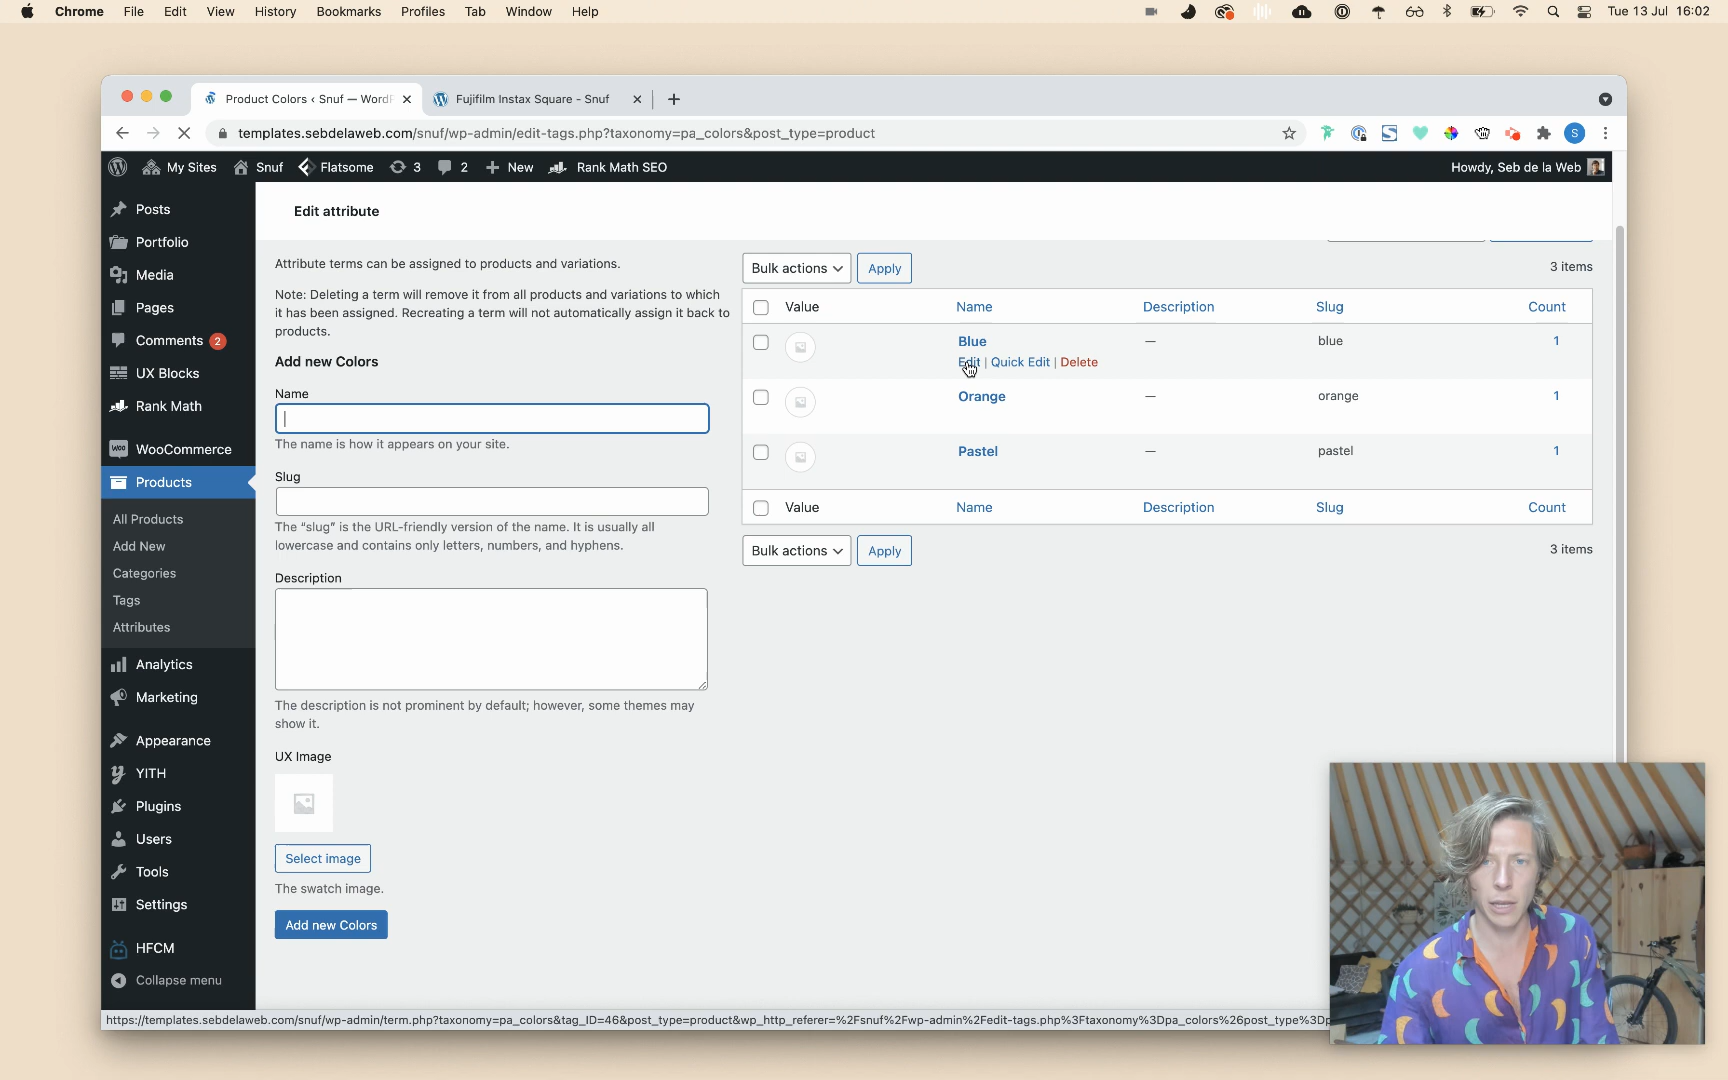 Chrome File Edit View History Bookmarks Profiles Tab Window Help Tue 13 Jul 16:02
Product Colors ‹ Snuf — WordP Fujifilm Instax Square - Snuf
templates.sebdelaweb.com/snuf/wp-admin/edit-tags.php?taxonomy=pa_colors&post_type=product S
My Sites Snuf Flatsome 3 2 New Rank Math SEO Howdy, Seb de la Web
Posts
Portfolio
Media
Pages
Comments 2
UX Blocks
Rank Math
woo WooCommerce
Products
All Products
Add New
Categories
Tags
Attributes
Analytics
Marketing
Appearance
YITH
Plugins
Users
Tools
Settings
HFCM
Collapse menu
Edit attribute
Attribute terms can be assigned to products and variations.
Note: Deleting a term will remove it from all products and variations to which
it has been assigned. Recreating a term will not automatically assign it back to
products.
Add new Colors
Name
The name is how it appears on your site.
Slug
The “slug” is the URL-friendly version of the name. It is usually all
lowercase and contains only letters, numbers, and hyphens.
Description
The description is not prominent by default; however, some themes may
show it.
UX Image
Select image
The swatch image.
Add new Colors
Bulk actions Apply 3 items
Value Name Description Slug Count
Blue — blue 1
Edit | Quick Edit | Delete
Orange — orange 1
Pastel — pastel 1
Value Name Description Slug Count
Bulk actions Apply 3 items
https://templates.sebdelaweb.com/snuf/wp-admin/term.php?taxonomy=pa_colors&tag_ID=46&post_type=product&wp_http_referer=%2Fsnuf%2Fwp-admin%2Fedit-tags.php%3Ftaxonomy%3Dpa_colors%26post_type%3Dp